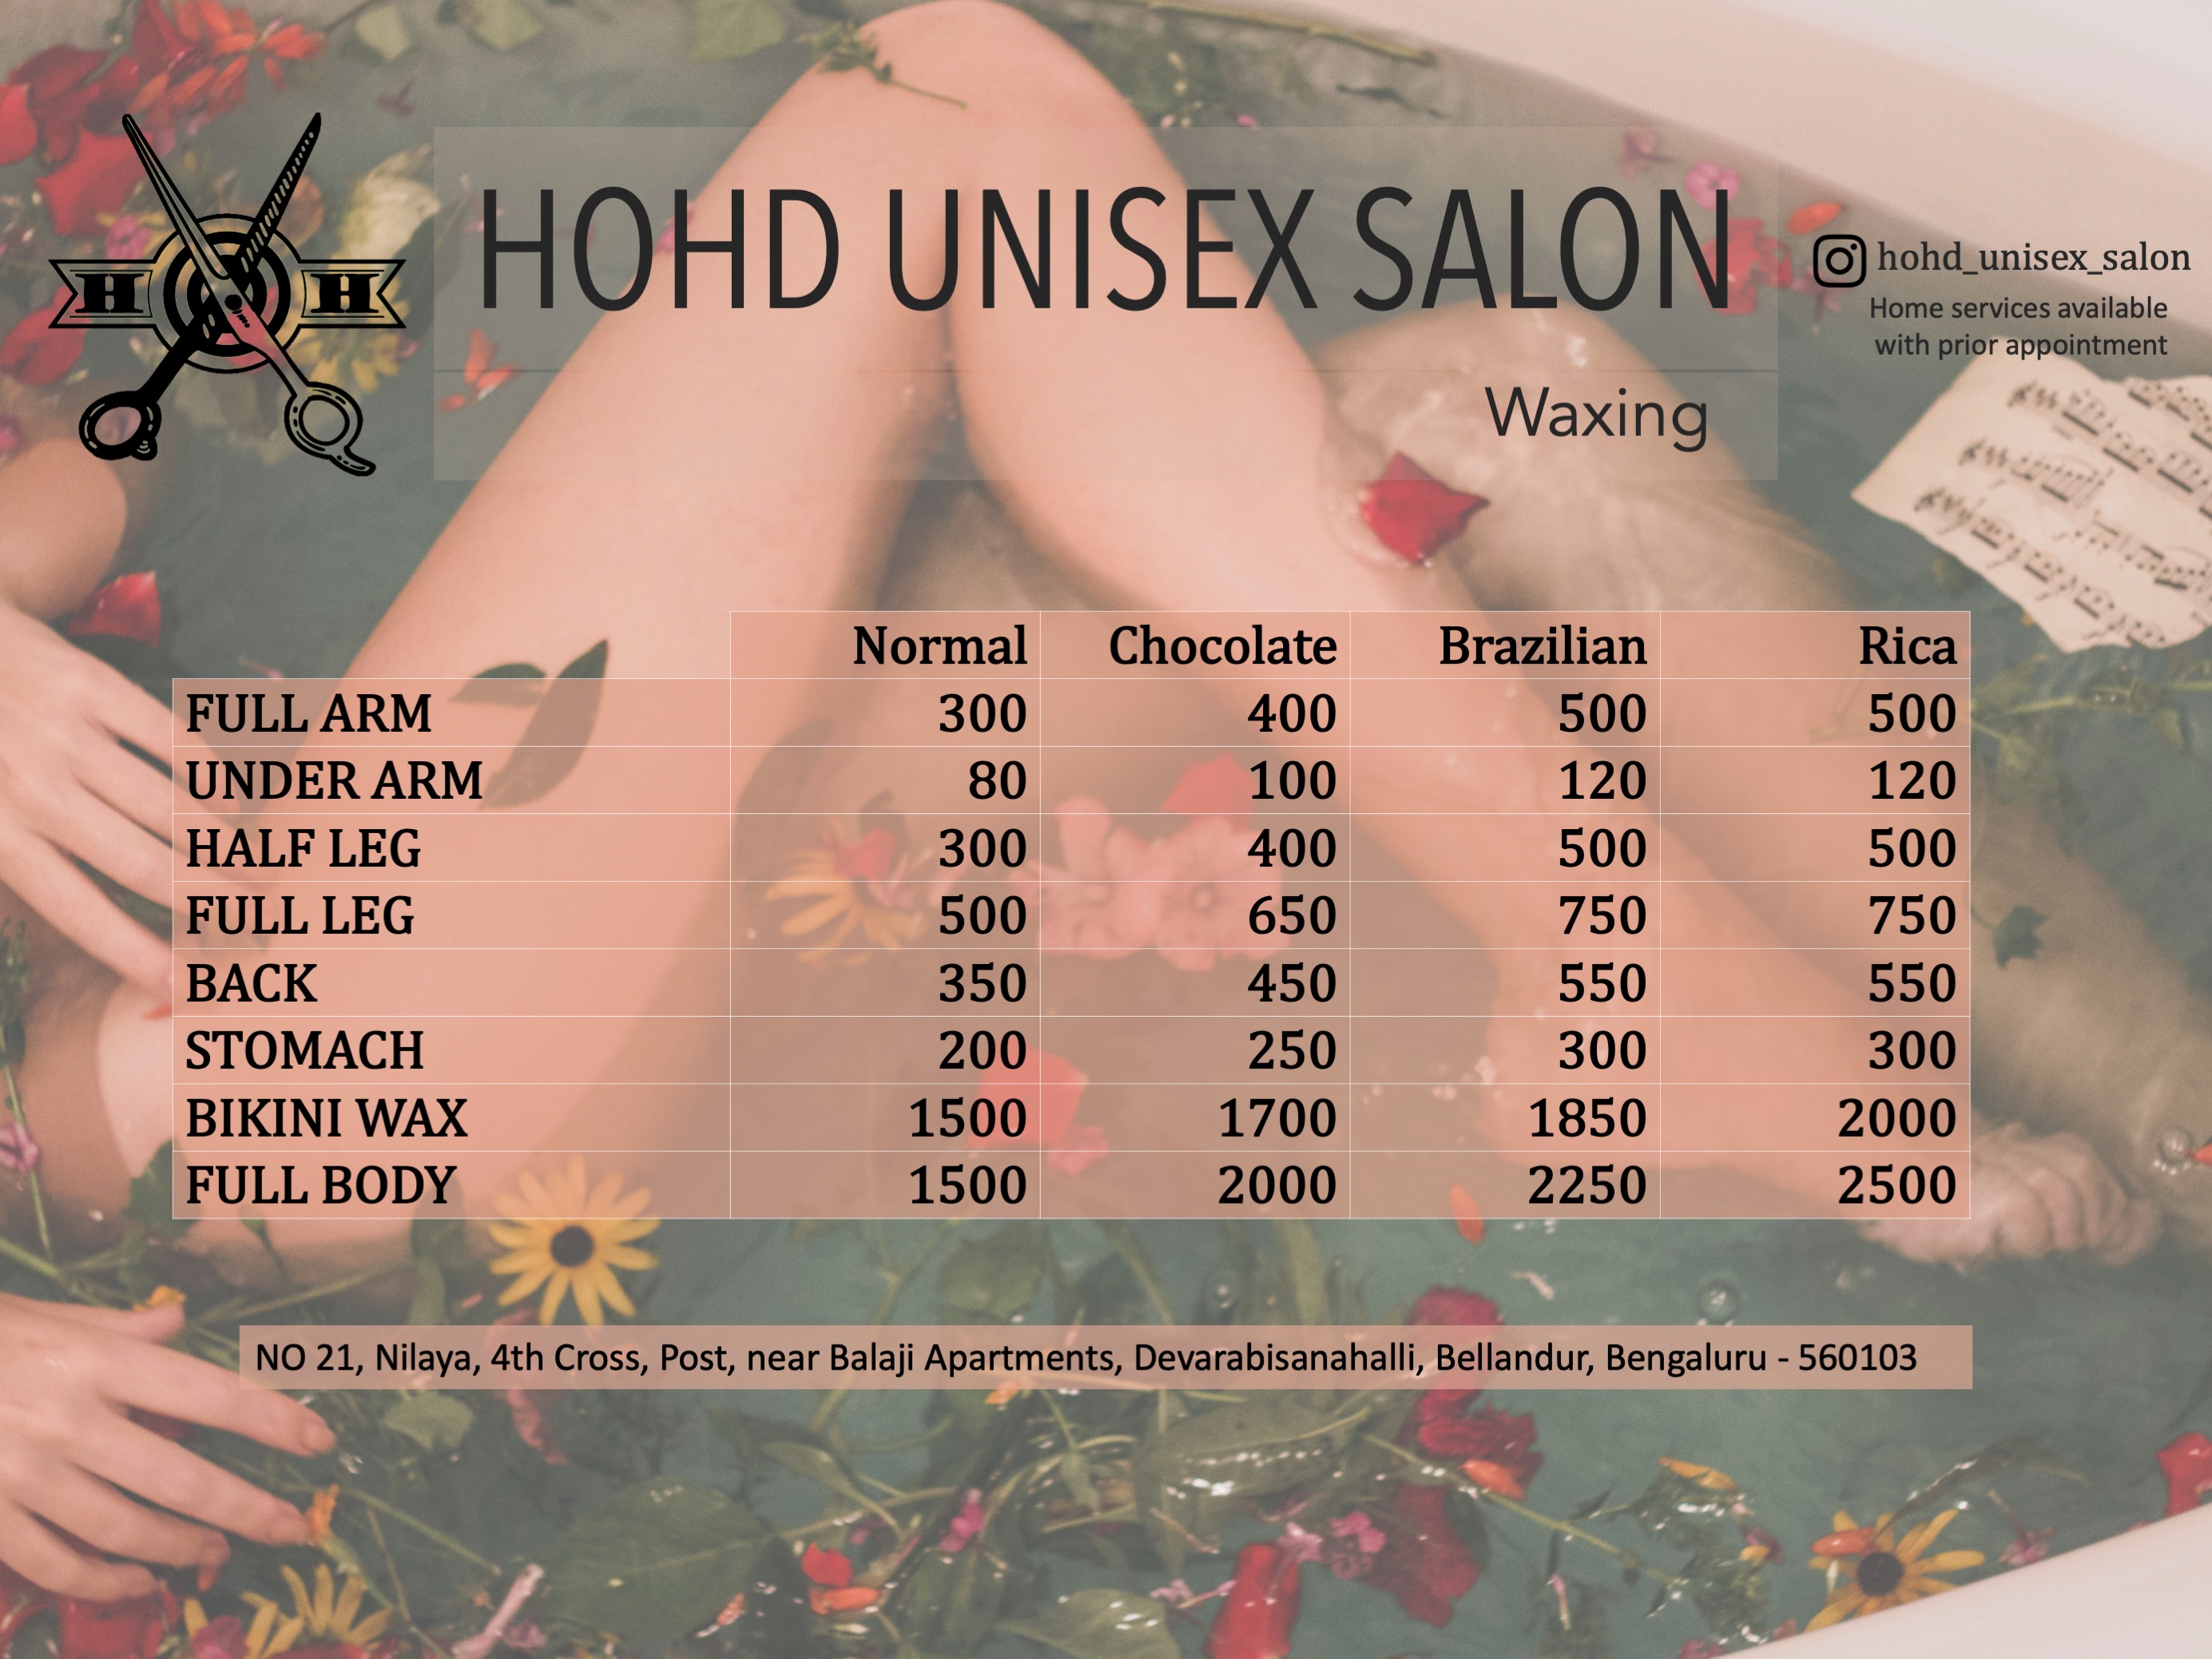 HOHD UNISEX SALON
H H
hohd_unisex_salon
Home services available
with prior appointment
Waxing
Normal Chocolate Brazilian Rica
FULL ARM 300 400 500 500
UNDER ARM 80 100 120 120
HALF LEG 300 400 500 500
FULL LEG 500 650 750 750
BACK 350 450 550 550
STOMACH 200 250 300 300
BIKINI WAX 1500 1700 1850 2000
FULL BODY 1500 2000 2250 2500
NO 21, Nilaya, 4th Cross, Post, near Balaji Apartments, Devarabisanahalli, Bellandur, Bengaluru - 560103